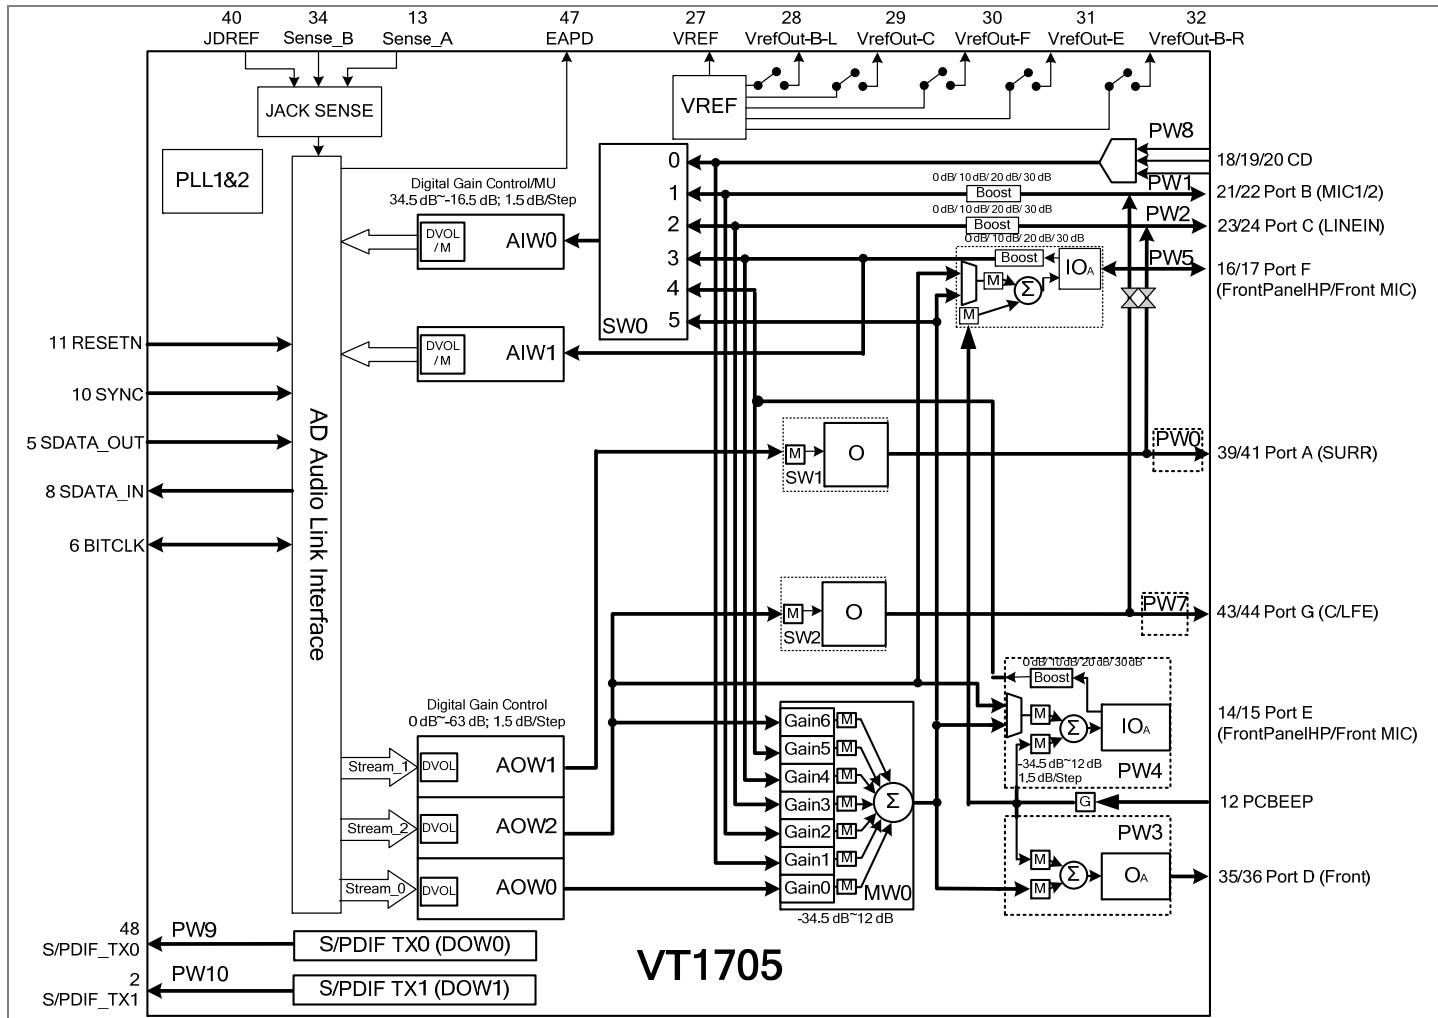 40
JDREF
34
Sense_B
13
Sense_A
47
EAPD
27
VREF
28
VrefOut-B-L
29
VrefOut-C
30
VrefOut-F
31
VrefOut-E
32
VrefOut-B-R
JACK SENSE
VREF
PLL1&2
Digital Gain Control/MU
34.5 dB~-16.5 dB; 1.5 dB/Step
DVOL
/ M
AIW0
DVOL
/ M
AIW1
0
1
2
3
4
5
SW0
PW8
18/19/20 CD
0 dB/ 10 dB/ 20 dB/ 30 dB
Boost
PW1
21/22 Port B (MIC1/2)
0 dB/ 10 dB/ 20 dB/ 30 dB
Boost
PW2
23/24 Port C (LINEIN)
0 dB/ 10 dB/ 20 dB/ 30 dB
Boost
IOA
M
Σ
M
PW5
16/17 Port F
(FrontPanelHP/Front MIC)
11 RESETN
10 SYNC
5 SDATA_OUT
8 SDATA_IN
6 BITCLK
AD Audio Link Interface
M
SW1
O
PW0
39/41 Port A (SURR)
M
SW2
O
PW7
43/44 Port G (C/LFE)
Digital Gain Control
0 dB~-63 dB; 1.5 dB/Step
Stream_1
DVOL
AOW1
Stream_2
DVOL
AOW2
Stream_0
DVOL
AOW0
Gain6
M
Gain5
M
Gain4
M
Gain3
M
Gain2
M
Gain1
M
Gain0
M
Σ
MW0
-34.5 dB~12 dB
0 dB/ 10 dB/ 20 dB/ 30 dB
Boost
M
M
Σ
IOA
-34.5 dB~12 dB
1.5 dB/Step
PW4
14/15 Port E
(FrontPanelHP/Front MIC)
G
12 PCBEEP
PW3
M
M
Σ
OA
35/36 Port D (Front)
48
S/PDIF_TX0
PW9
S/PDIF TX0 (DOW0)
2
S/PDIF_TX1
PW10
S/PDIF TX1 (DOW1)
VT1705